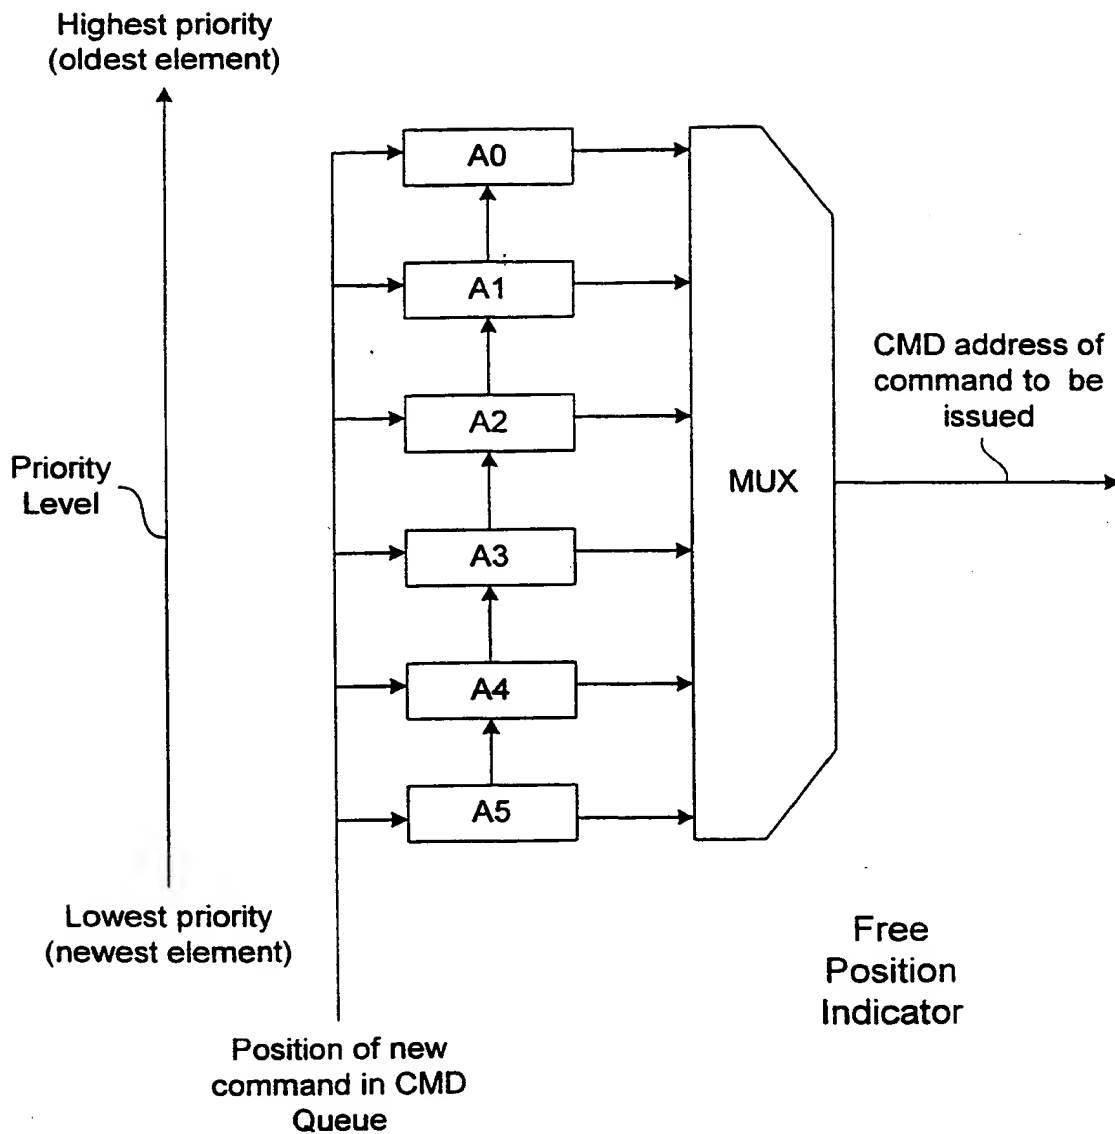 Highest priority
(oldest element)
A0
A1
A2
A3
A4
A5
MUX
CMD address of
command to be
issued
Priority
Level
Lowest priority
(newest element)
Free
Position
Indicator
Position of new
command in CMD
Queue